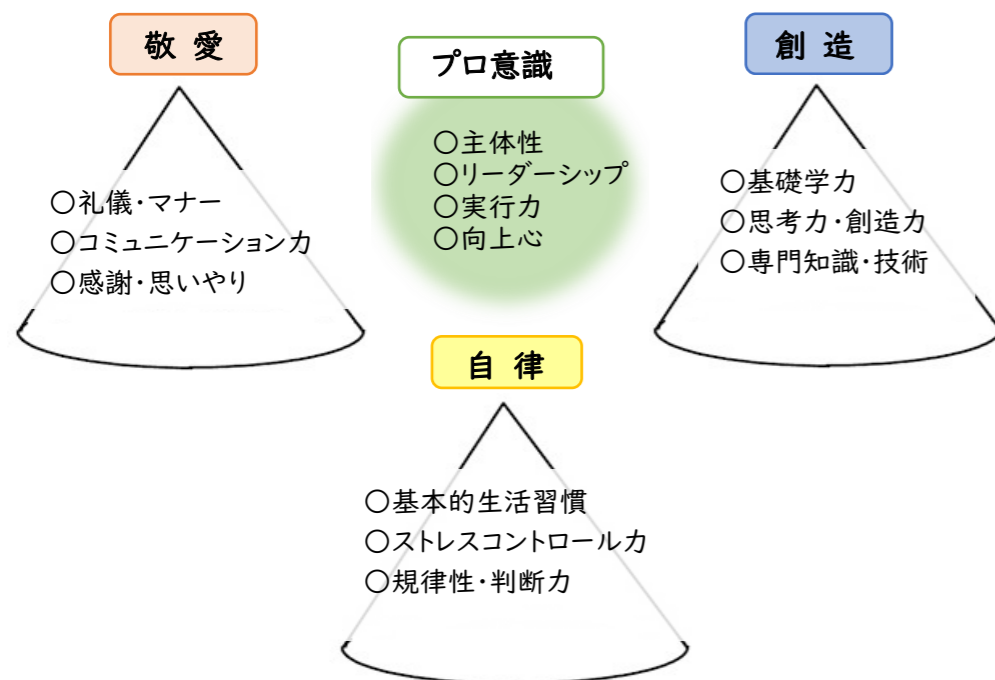 敬 愛
○礼儀・マナー
○コミュニケーション力
○感謝・思いやり
プロ意識
○主体性
○リーダーシップ
○実行力
○向上心
創 造
○基礎学力
○思考力・創造力
○専門知識・技術
自 律
○基本的生活習慣
○ストレスコントロール力
○規律性・判断力